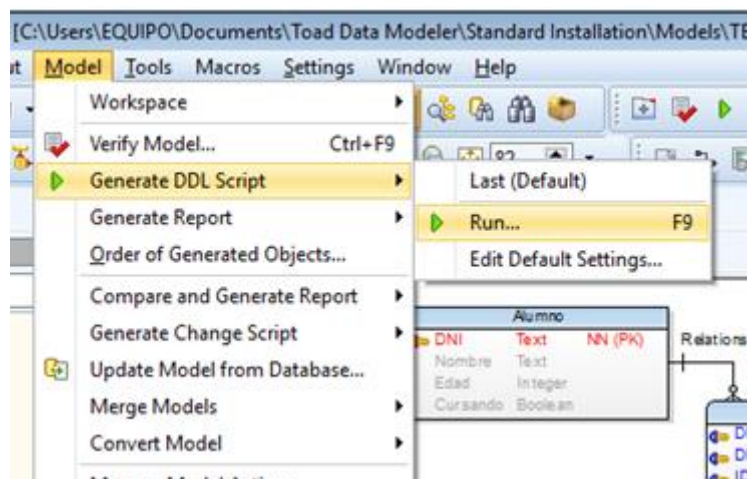 [C:\Users\EQUIPO\Documents\Toad Data Modeler\Standard Installation\Models\TE
Model Tools Macros Settings Window Help
Workspace
Verify Model... Ctrl+F9
Generate DDL Script
Last (Default)
Generate Report
Run... F9
Order of Generated Objects...
Edit Default Settings...
Compare and Generate Report
Generate Change Script
Update Model from Database...
Merge Models
Convert Model
Alumno
DNI Text NN (PK)
Nombre Text
Edad Integer
Cursando Boolean
Relations